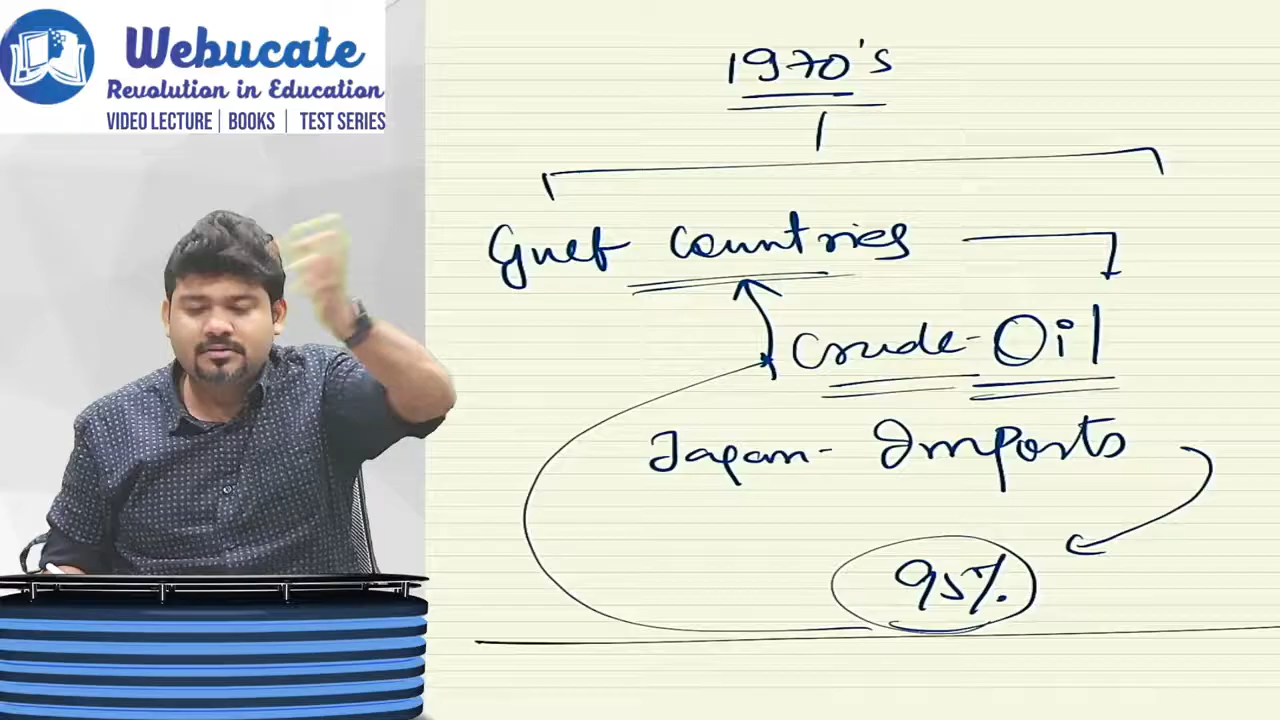 Webucate
Revolution in Education
VIDEO LECTURE | BOOKS | TEST SERIES
1970's
Gulf countries
Crude-Oil
Japan- Imports
95%